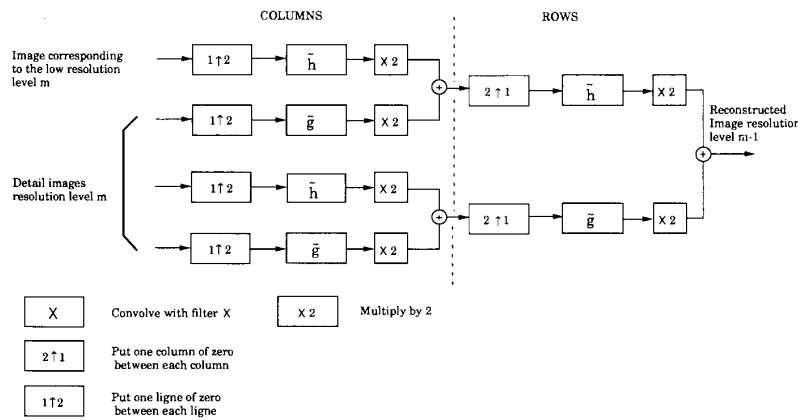 COLUMNS
ROWS
Image corresponding
to the low resolution
level m
1↑2
h̃
X 2
+
2 ↑ 1
h̃
X 2
1↑2
g̃
X 2
Reconstructed
Image resolution
level m-1
+
Detail images
resolution level m
1↑2
h̃
X 2
+
2 ↑ 1
g̃
X 2
1↑2
g̃
X 2
X
Convolve with filter X
X 2
Multiply by 2
2↑1
Put one column of zero
between each column
1↑2
Put one ligne of zero
between each ligne